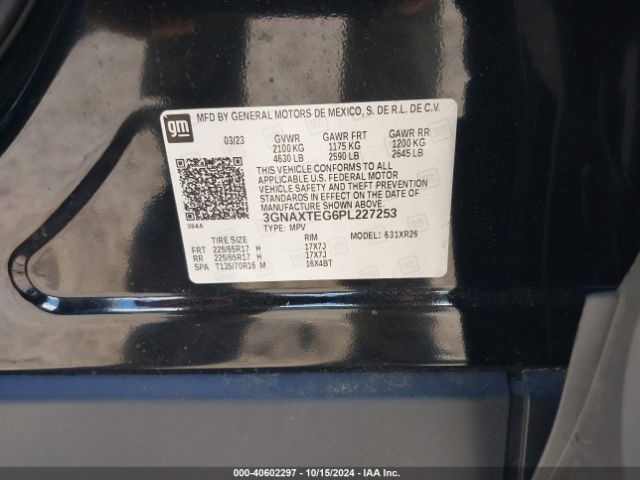 gm
MFD BY GENERAL MOTORS DE MEXICO, S. DE R.L. DE C.V.
03/23 GVWR GAWR FRT GAWR RR
2100 KG 1175 KG 1200 KG
4630 LB 2590 LB 2645 LB
THIS VEHICLE CONFORMS TO ALL
APPLICABLE U.S. FEDERAL MOTOR
VEHICLE SAFETY AND THEFT PREVENTION
STANDARDS IN EFFECT ON THE DATE OF
MANUFACTURE SHOWN ABOVE.
384A 3GNAXTEG6PL227253
TYPE: MPV MODEL: 631XR26
TIRE SIZE RIM
FRT 225/65R17 H 17X7J
RR 225/65R17 H 17X7J
SPA T135/70R16 M 16X4BT
000-40602297 - 10/15/2024 - IAA Inc.